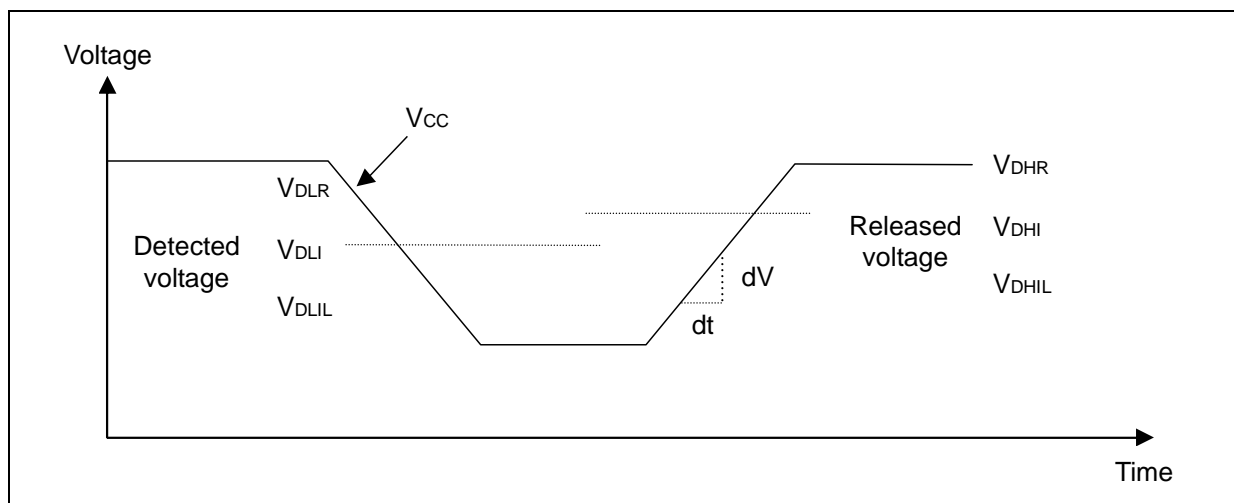 Voltage
VCC
VDLR
VDHR
Detected
voltage
VDLI
Released
voltage
VDHI
VDLIL
dV
VDHIL
dt
Time